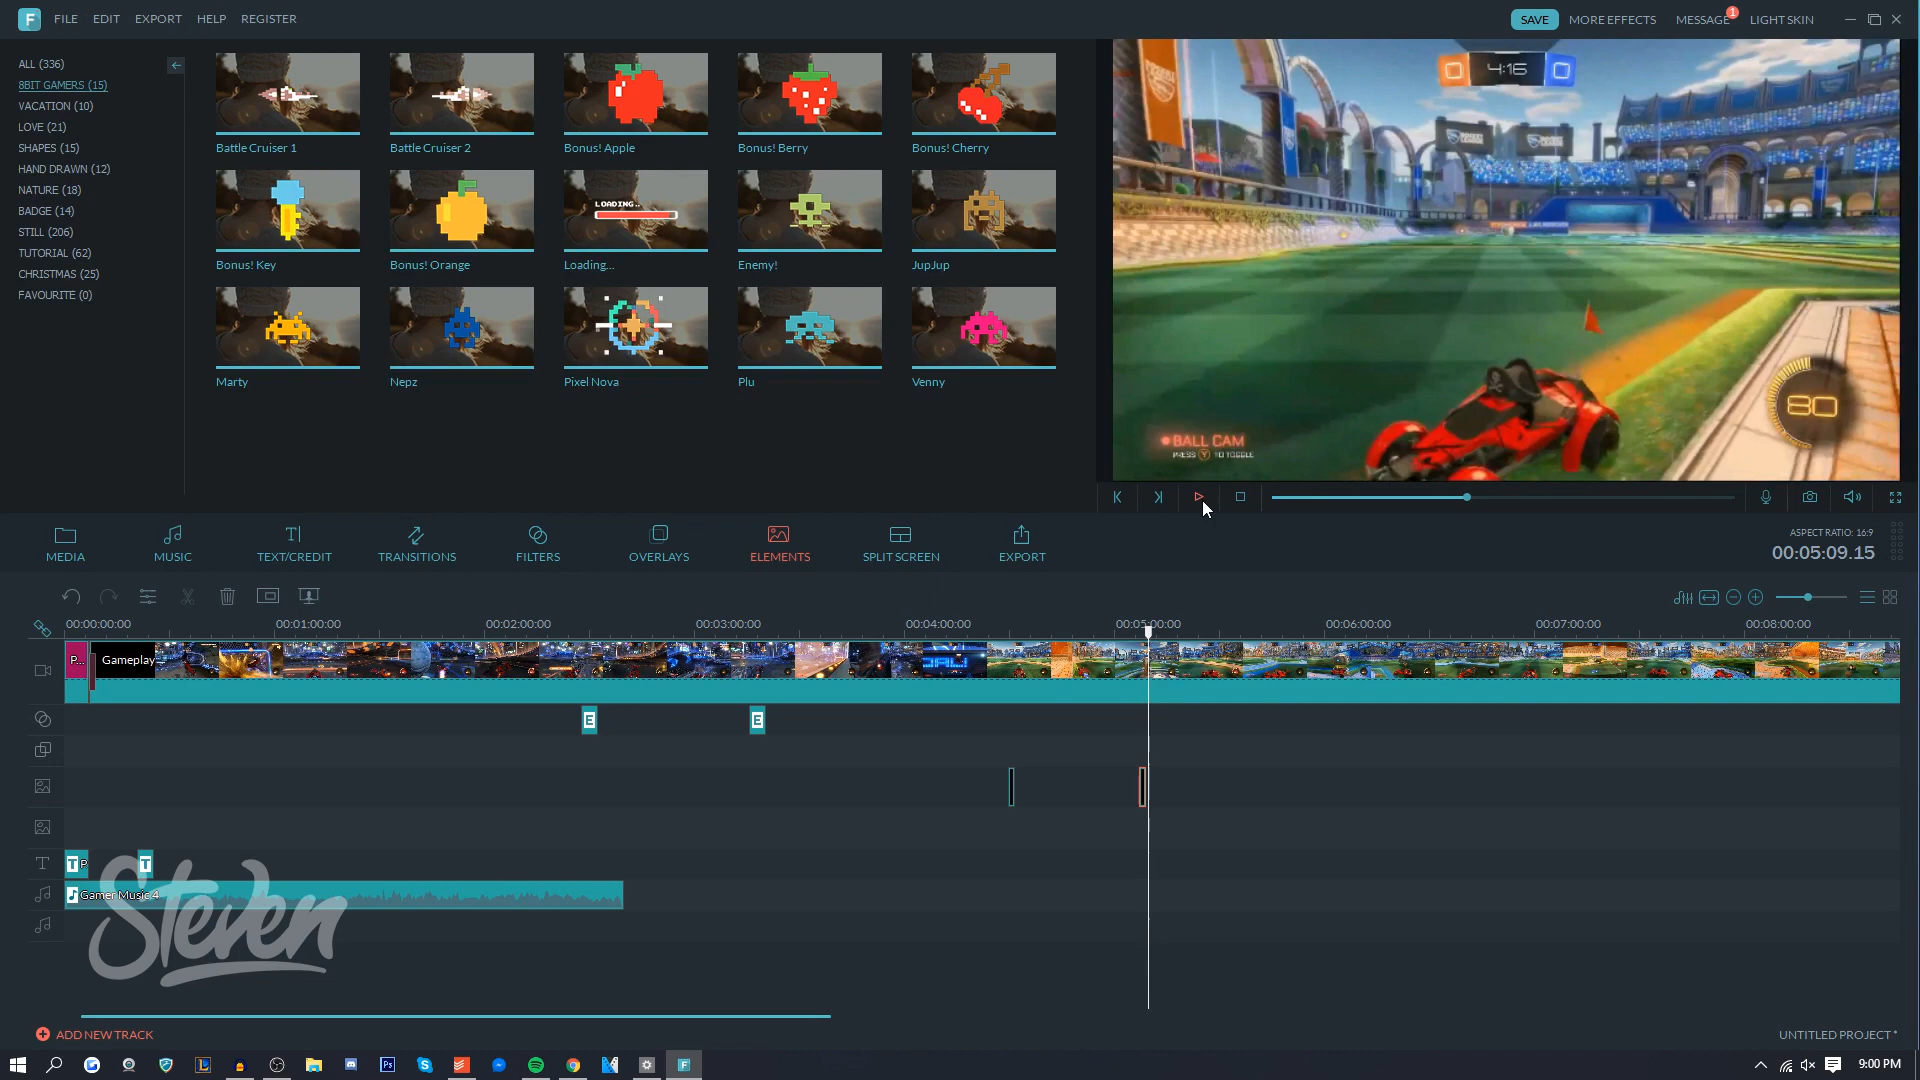 F FILE EDIT EXPORT HELP REGISTER
SAVE MORE EFFECTS MESSAGE 1 LIGHT SKIN
ALL (336)
8BIT GAMERS (15)
VACATION (10)
LOVE (21)
SHAPES (15)
HAND DRAWN (12)
NATURE (18)
BADGE (14)
STILL (206)
TUTORIAL (62)
CHRISTMAS (25)
FAVOURITE (0)
Battle Cruiser 1
Battle Cruiser 2
Bonus! Apple
Bonus! Berry
Bonus! Cherry
LOADING..
Bonus! Key
Bonus! Orange
Loading...
Enemy!
JupJup
Marty
Nepz
Pixel Nova
Plu
Venny
0 4:16 0
80
BALL CAM
PRESS Y TO TOGGLE
MEDIA
MUSIC
TEXT/CREDIT
TRANSITIONS
FILTERS
OVERLAYS
ELEMENTS
SPLIT SCREEN
EXPORT
ASPECT RATIO: 16:9
00:05:09.15
00:00:00:00
00:01:00:00
00:02:00:00
00:03:00:00
00:04:00:00
00:05:00:00
00:06:00:00
00:07:00:00
00:08:00:00
P... Gameplay
E E
T P. T
Gamer Music 4
Steven
ADD NEW TRACK
UNTITLED PROJECT *
Ps
9:00 PM